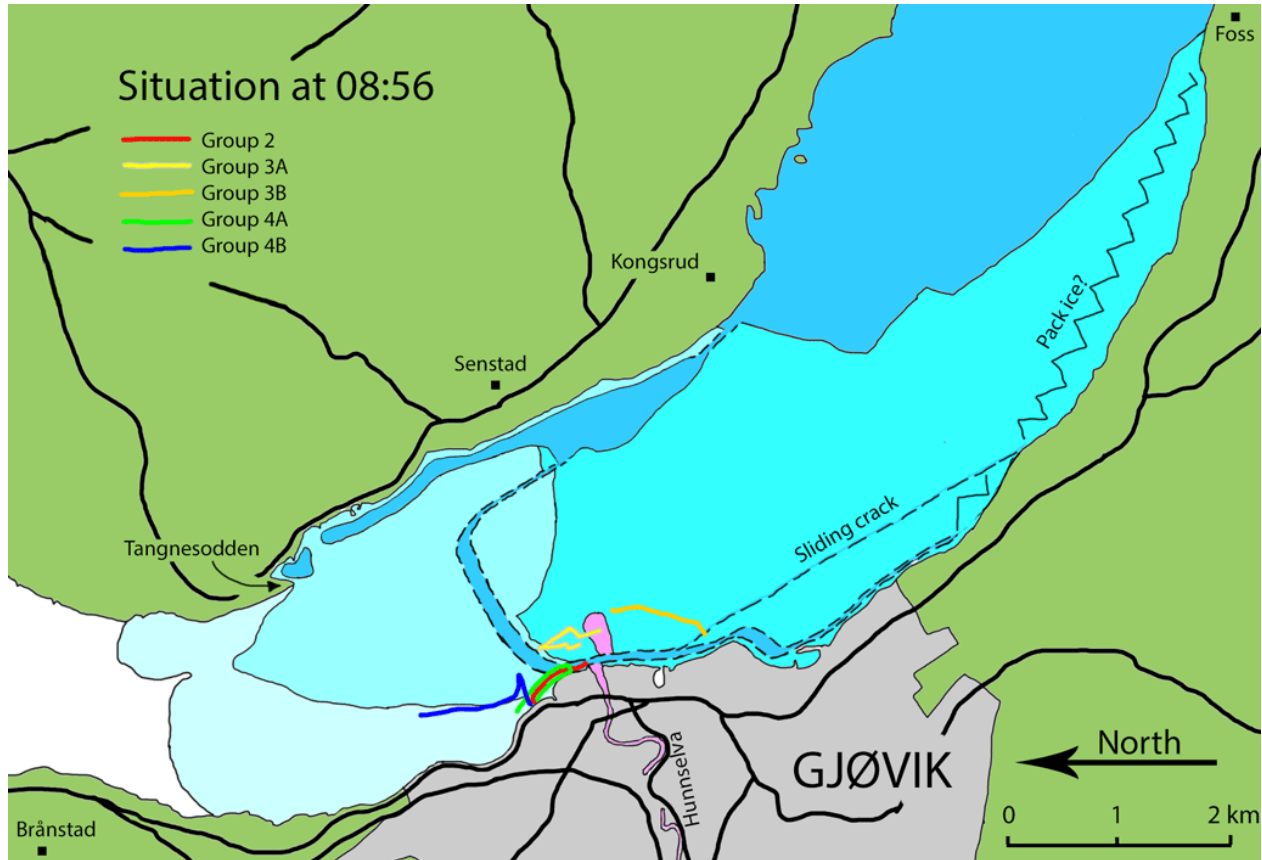 Foss
Situation at 08:56
Group 2
Group 3A
Group 3B
Group 4A
Group 4B
Kongsrud
Pack ice?
Senstad
Sliding crack
Tangnesodden
North
GJØVIK
Hunnselva
0 1 2 km
Brånstad